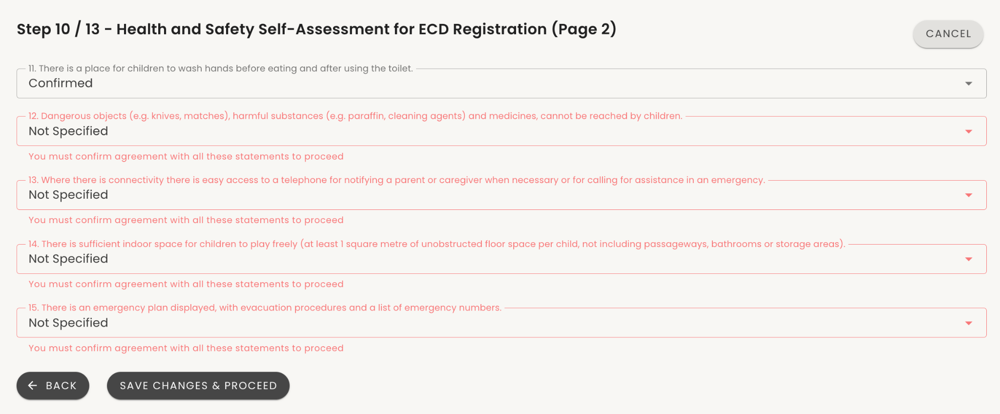 Step 10 / 13 - Health and Safety Self-Assessment for ECD Registration (Page 2)
CANCEL
11. There is a place for children to wash hands before eating and after using the toilet.
Confirmed
12. Dangerous objects (e.g. knives, matches), harmful substances (e.g. paraffin, cleaning agents) and medicines, cannot be reached by children.
Not Specified
You must confirm agreement with all these statements to proceed
13. Where there is connectivity there is easy access to a telephone for notifying a parent or caregiver when necessary or for calling for assistance in an emergency.
Not Specified
You must confirm agreement with all these statements to proceed
14. There is sufficient indoor space for children to play freely (at least 1 square metre of unobstructed floor space per child, not including passageways, bathrooms or storage areas).
Not Specified
You must confirm agreement with all these statements to proceed
15. There is an emergency plan displayed, with evacuation procedures and a list of emergency numbers.
Not Specified
You must confirm agreement with all these statements to proceed
BACK
SAVE CHANGES & PROCEED